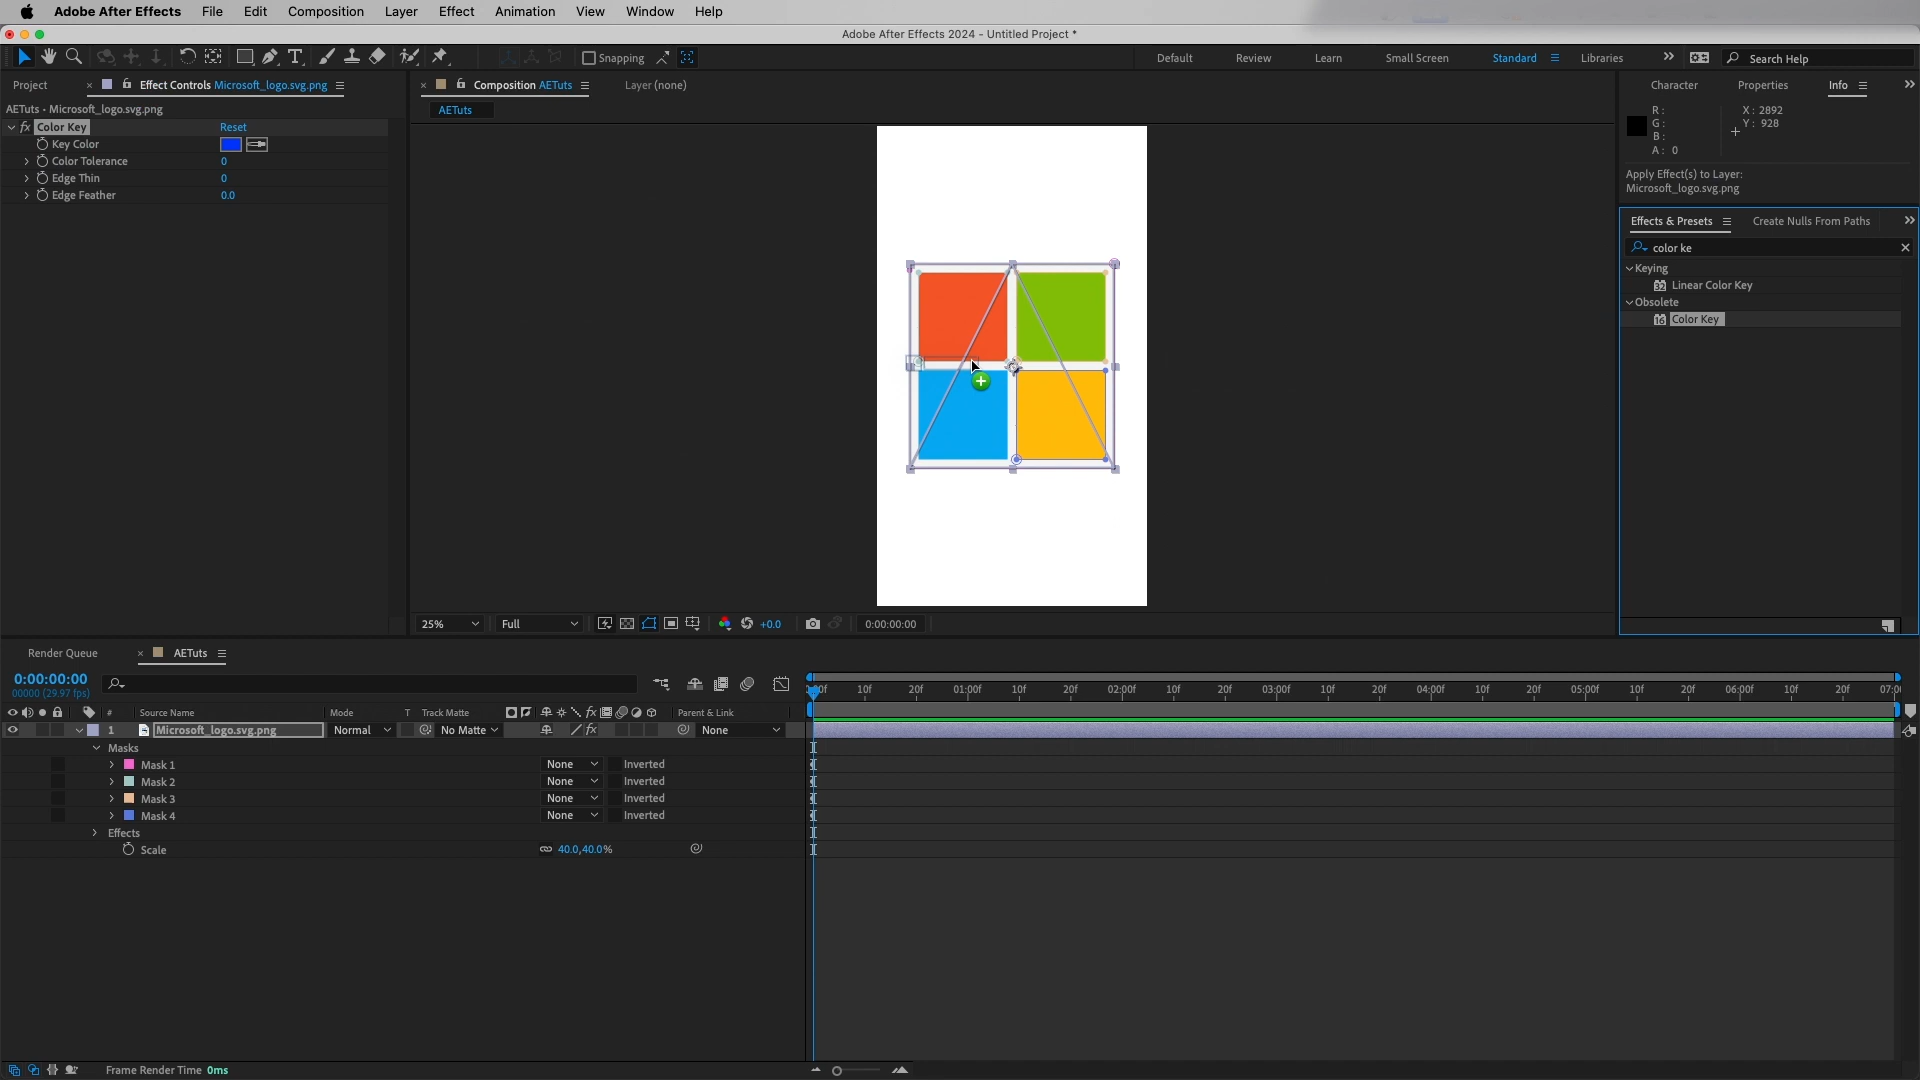 Adobe After Effects File Edit Composition Layer Effect Animation View Window Help
Adobe After Effects 2024 - Untitled Project *
Snapping Default Review Learn Small Screen Standard Libraries Search Help
Project Effect Controls Microsoft_logo.svg.png
AETuts • Microsoft_logo.svg.png
fx Color Key Reset
Key Color
Color Tolerance 0
Edge Thin 0
Edge Feather 0.0
Composition AETuts Layer (none)
AETuts
25% Full +0.0 0:00:00:00
Character Properties Info
R: X: 2892
G: Y: 928
B:
A: 0
Apply Effect(s) to Layer:
Microsoft_logo.svg.png
Effects & Presets Create Nulls From Paths
color ke
Keying
32 Linear Color Key
Obsolete
16 Color Key
Render Queue AETuts
0:00:00:00
00000 (29.97 fps)
10f 20f 01:00f 10f 20f 02:00f 10f 20f 03:00f 10f 20f 04:00f 10f 20f 05:00f 10f 20f 06:00f 10f 20f
# Source Name Mode T Track Matte fx Parent & Link
1 Microsoft_logo.svg.png Normal No Matte fx None
Masks
Mask 1 None Inverted
Mask 2 None Inverted
Mask 3 None Inverted
Mask 4 None Inverted
Effects
Scale 40.0,40.0%
Frame Render Time 0ms